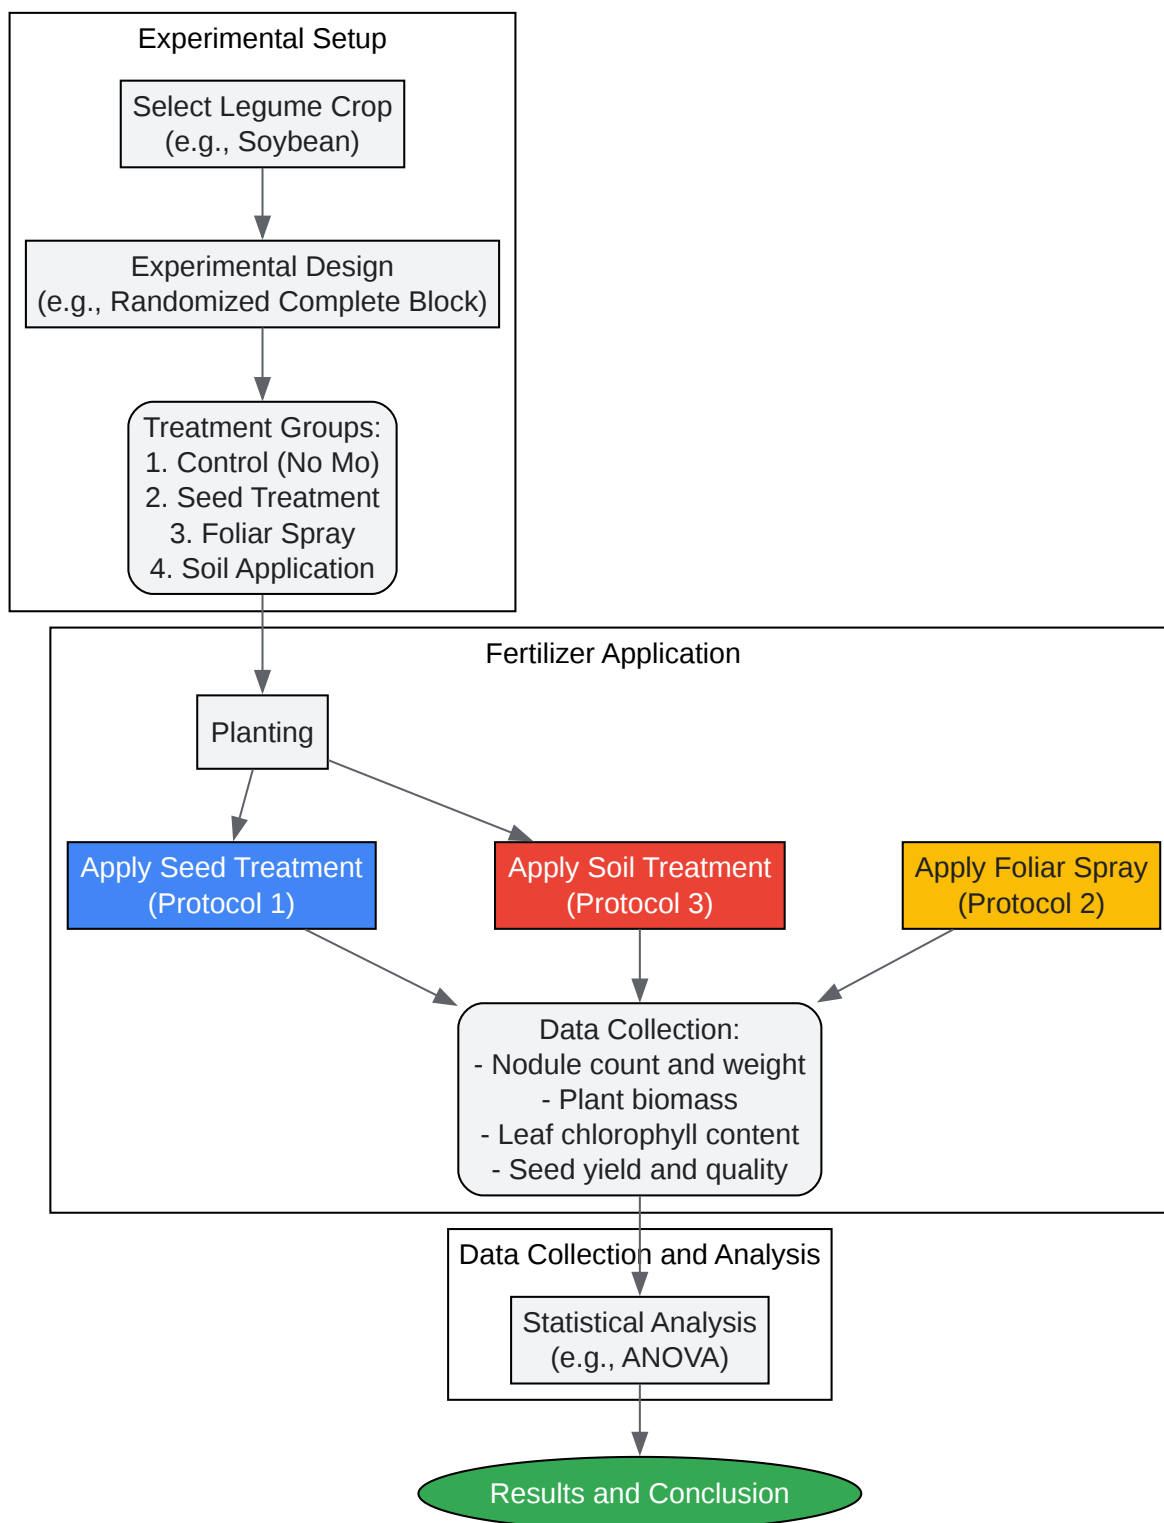 Experimental Setup
Select Legume Crop
(e.g., Soybean)
Experimental Design
(e.g., Randomized Complete Block)
Treatment Groups:
1. Control (No Mo)
2. Seed Treatment
3. Foliar Spray
4. Soil Application
Fertilizer Application
Planting
Apply Seed Treatment
(Protocol 1)
Apply Soil Treatment
(Protocol 3)
Apply Foliar Spray
(Protocol 2)
Data Collection:
- Nodule count and weight
- Plant biomass
- Leaf chlorophyll content
- Seed yield and quality
Data Collection and Analysis
Statistical Analysis
(e.g., ANOVA)
Results and Conclusion